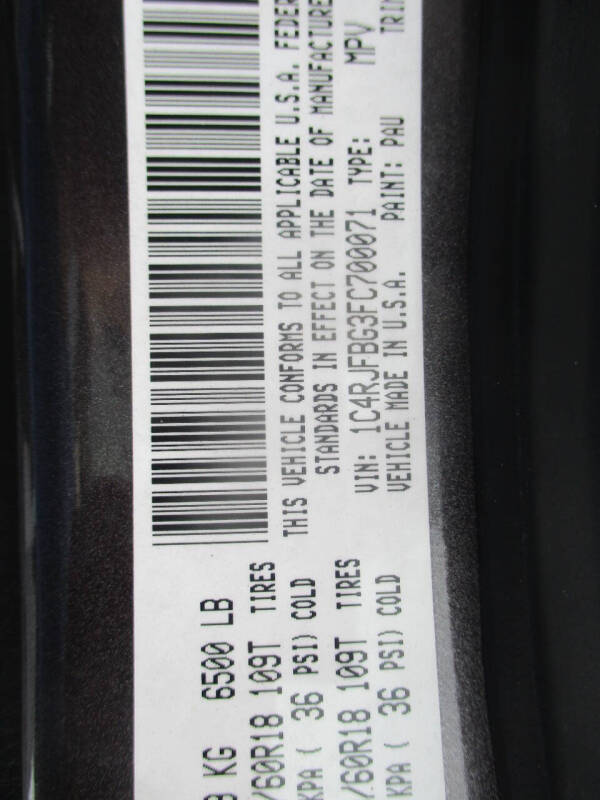 6500 LB
/60R18 109T TIRES
KPA ( 36 PSI) COLD
/60R18 109T TIRES
KPA ( 36 PSI) COLD
THIS VEHICLE CONFORMS TO ALL APPLICABLE U.S.A. FEDER
STANDARDS IN EFFECT ON THE DATE OF MANUFACTURE
VIN: 1C4RJFBG3FC700071 TYPE: MPV
VEHICLE MADE IN U.S.A. PAINT: PAU TRIM